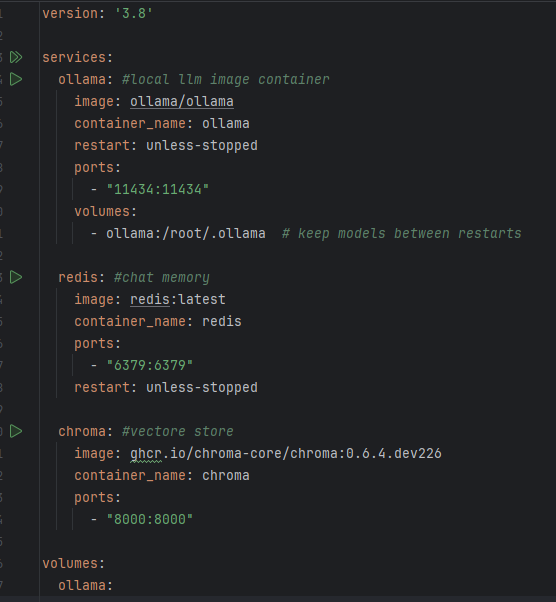 version: '3.8'
services:
ollama: #local llm image container
image: ollama/ollama
container_name: ollama
restart: unless-stopped
ports:
- "11434:11434"
volumes:
- ollama:/root/.ollama  # keep models between restarts
redis: #chat memory
image: redis:latest
container_name: redis
ports:
- "6379:6379"
restart: unless-stopped
chroma: #vectore store
image: ghcr.io/chroma-core/chroma:0.6.4.dev226
container_name: chroma
ports:
- "8000:8000"
volumes:
ollama: